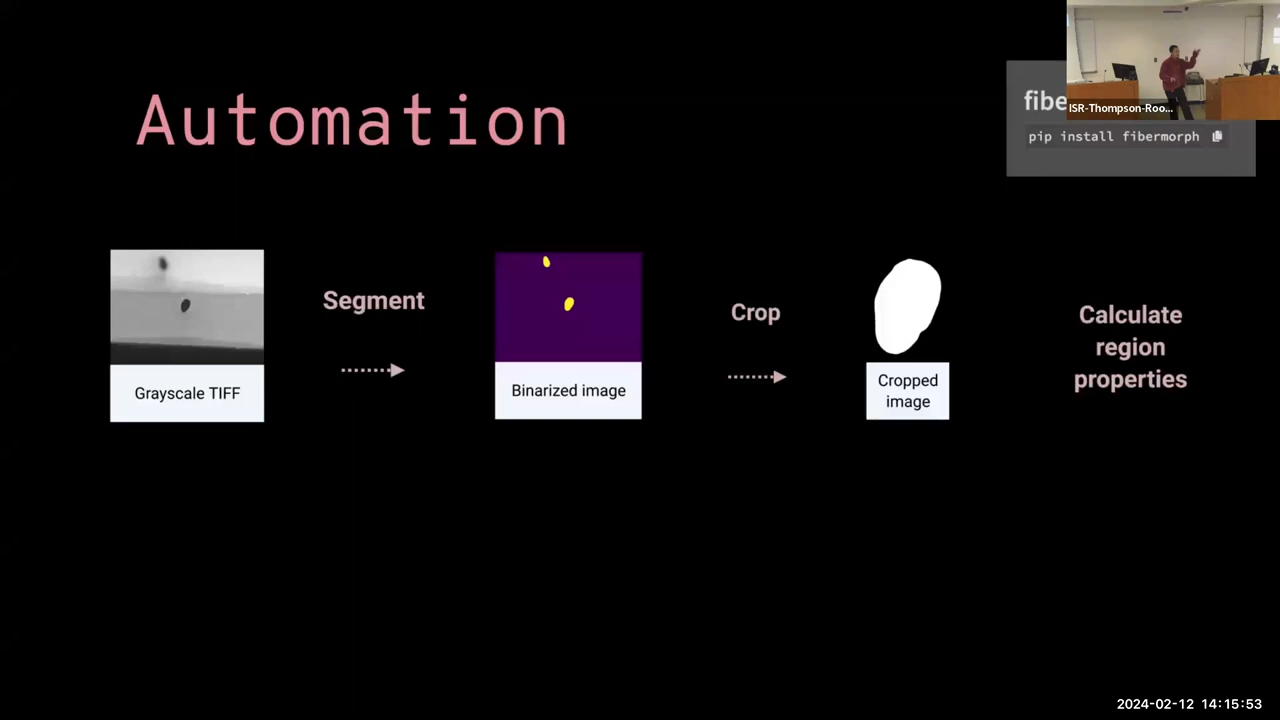 Automation
fibe
ISR-Thompson-Roo...
pip install fibermorph
Segment
Crop
Calculate
region
properties
Grayscale TIFF
Binarized image
Cropped
image
2024-02-12 14:15:53